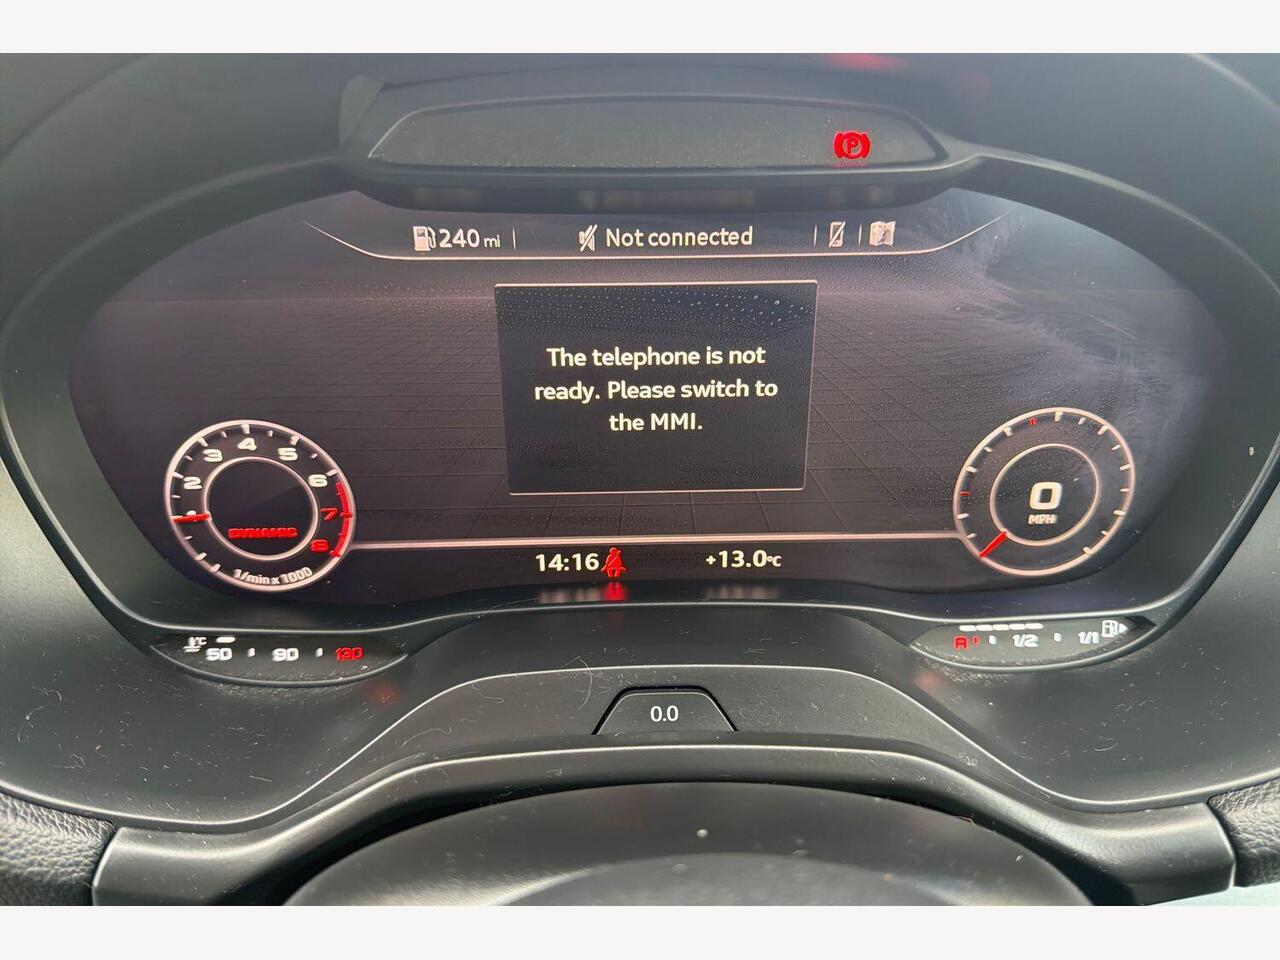 P
240 mi
Not connected
The telephone is not
ready. Please switch to
the MMI.
1
2
3
4
5
6
7
8
DYNAMIC
1/min x 1000
0
MPH
14:16
+13.0°C
°C
50
90
130
R
1/2
1/1
0.0